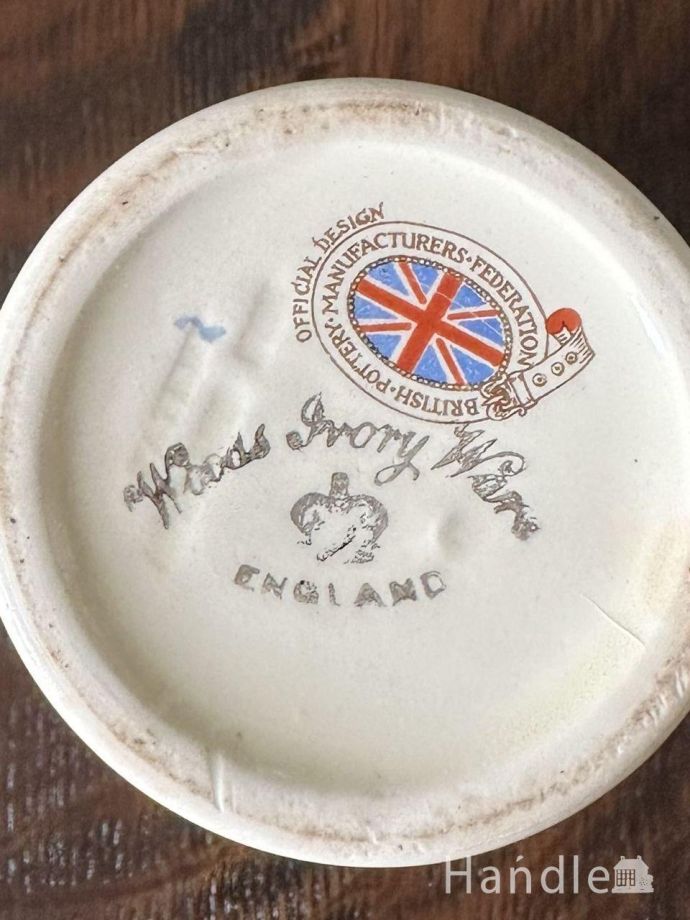 OFFICIAL DESIGN
BRITISH · POTTERY · MANUFACTURERS · FEDERATION
"Woods Ivory Ware"
ENGLAND
Handle